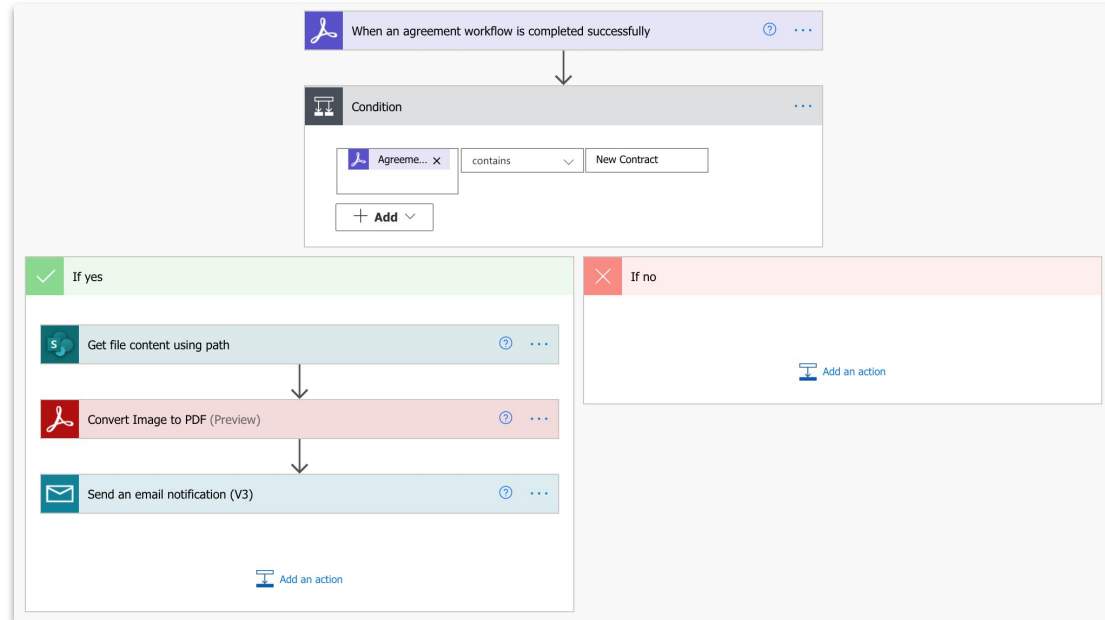 When an agreement workflow is completed successfully
Condition
Agreeme... contains New Contract
Add
If yes
If no
S Get file content using path
Add an action
Convert Image to PDF (Preview)
Send an email notification (V3)
Add an action